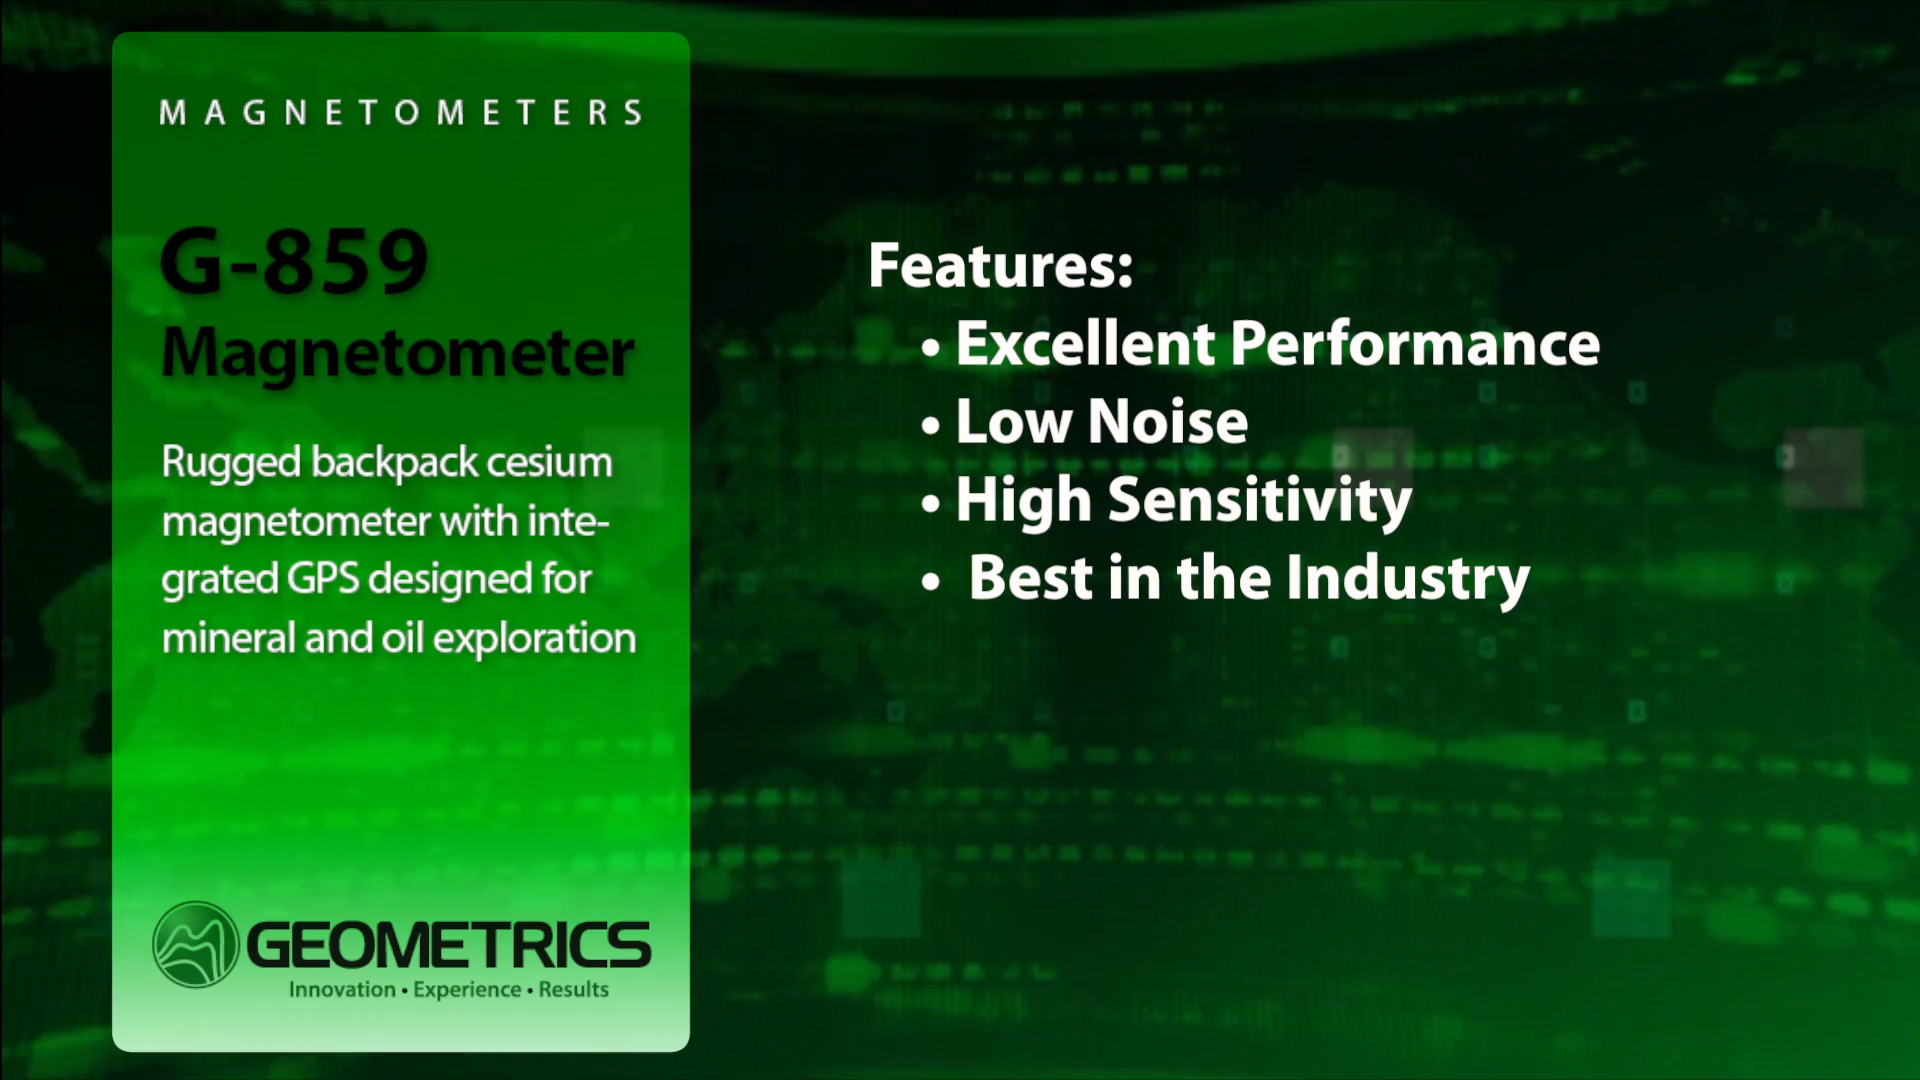 MAGNETOMETERS
G-859
Magnetometer
Rugged backpack cesium
magnetometer with inte-
grated GPS designed for
mineral and oil exploration
GEOMETRICS
Innovation • Experience • Results
Features:
• Excellent Performance
• Low Noise
• High Sensitivity
• Best in the Industry